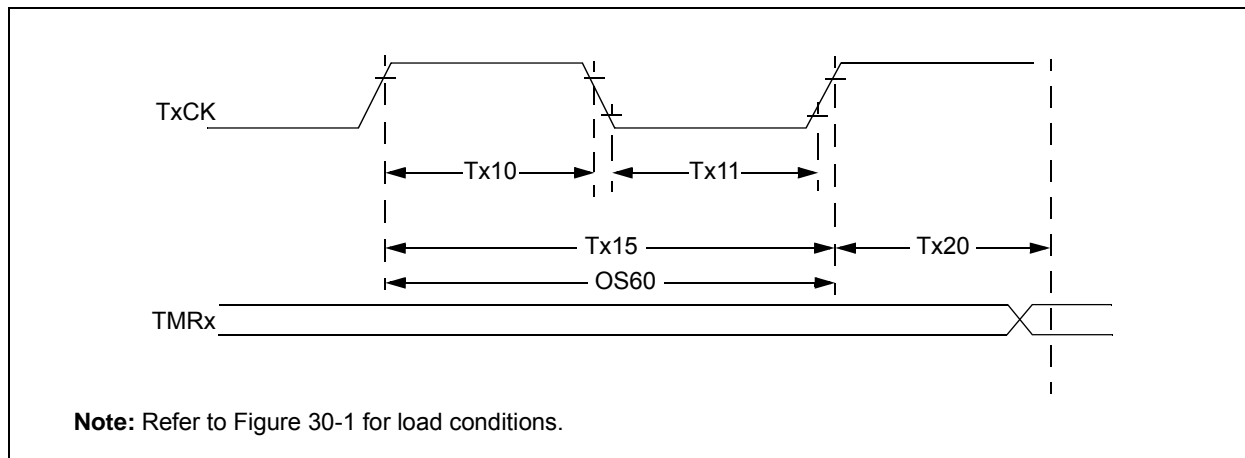 TxCK
Tx10
Tx11
Tx15
Tx20
OS60
TMRx
Note: Refer to Figure 30-1 for load conditions.